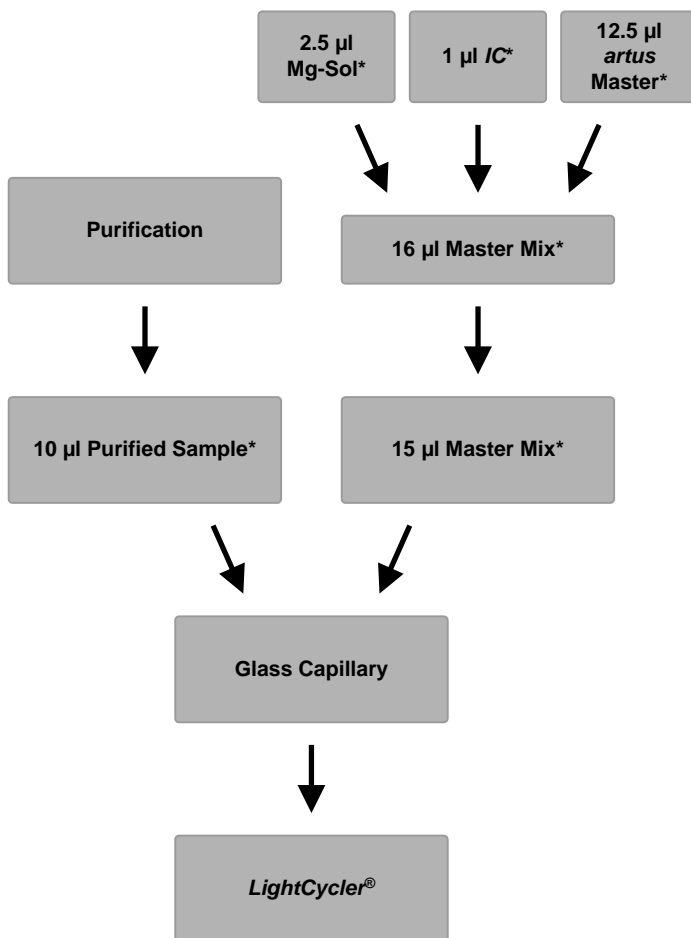 2.5 µl
Mg-Sol*
1 µl IC*
12.5 µl
artus
Master*
Purification
16 µl Master Mix*
10 µl Purified Sample*
15 µl Master Mix*
Glass Capillary
LightCycler®